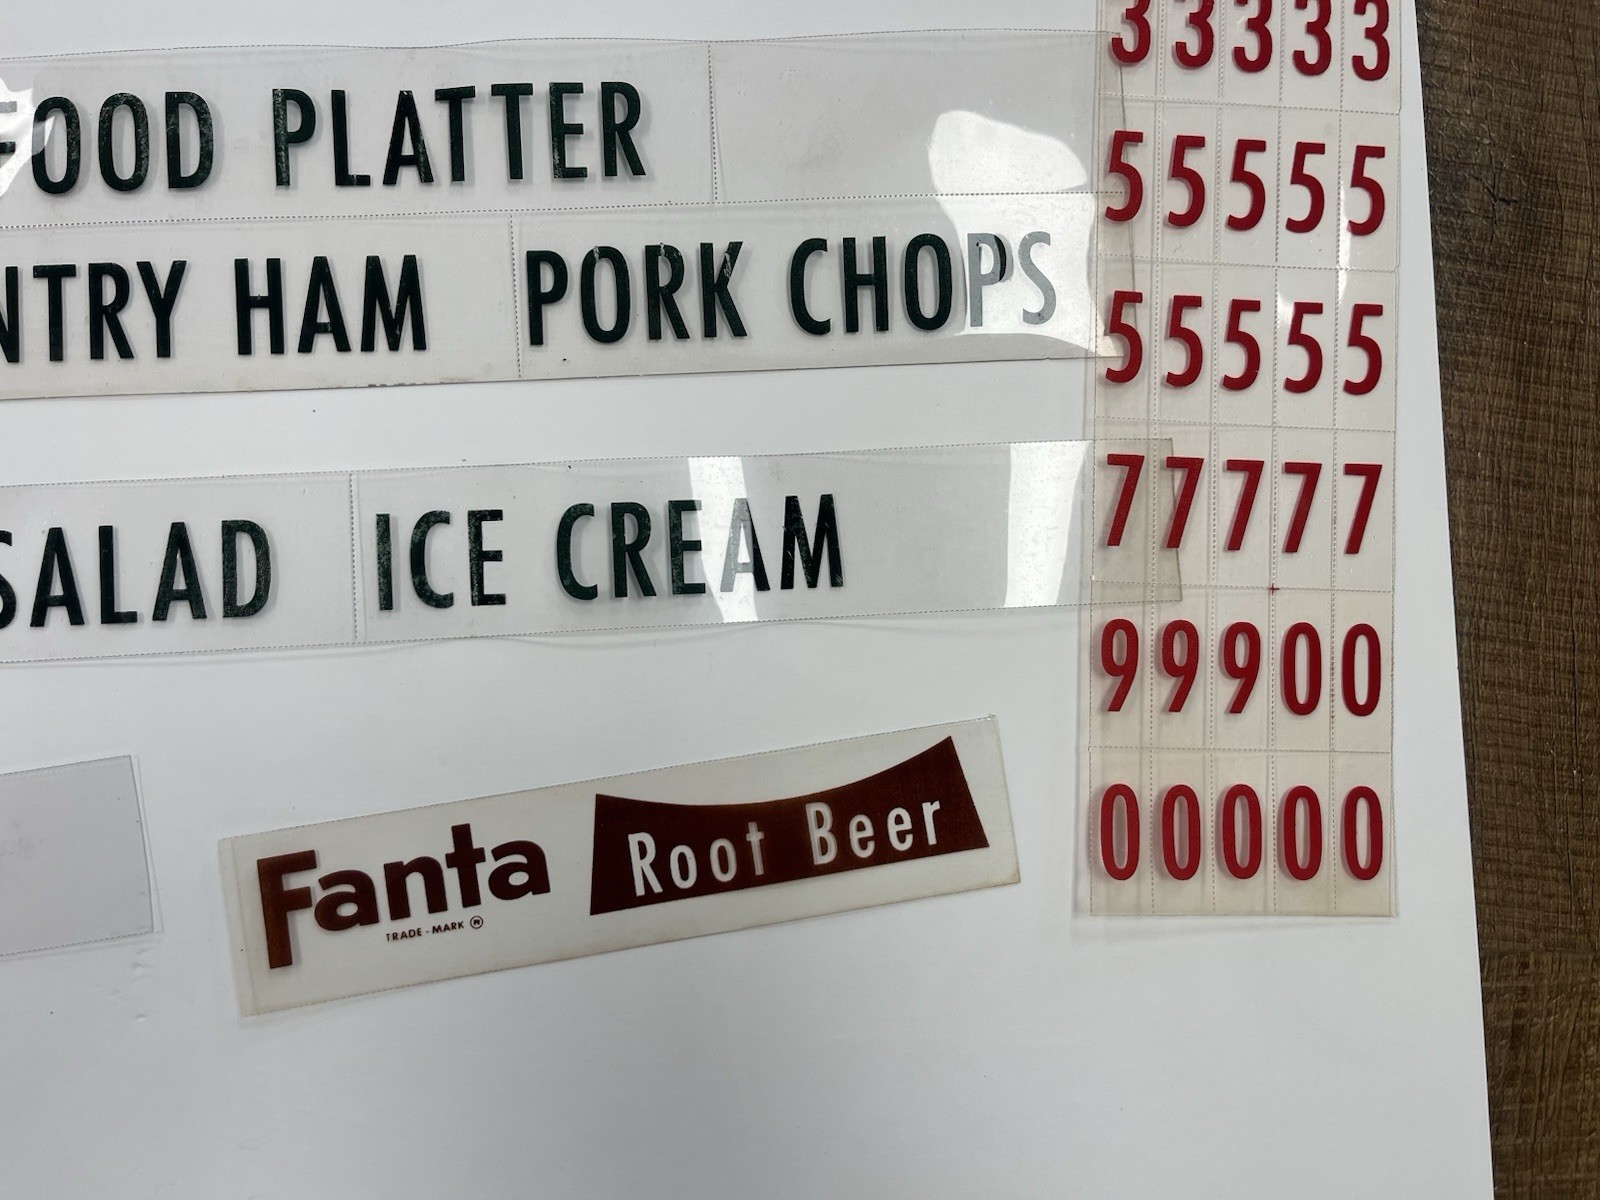 33333
FOOD PLATTER
55555
NTRY HAM PORK CHOPS
55555
77777
SALAD ICE CREAM
99900
Fanta Root Beer
TRADE-MARK ®
00000